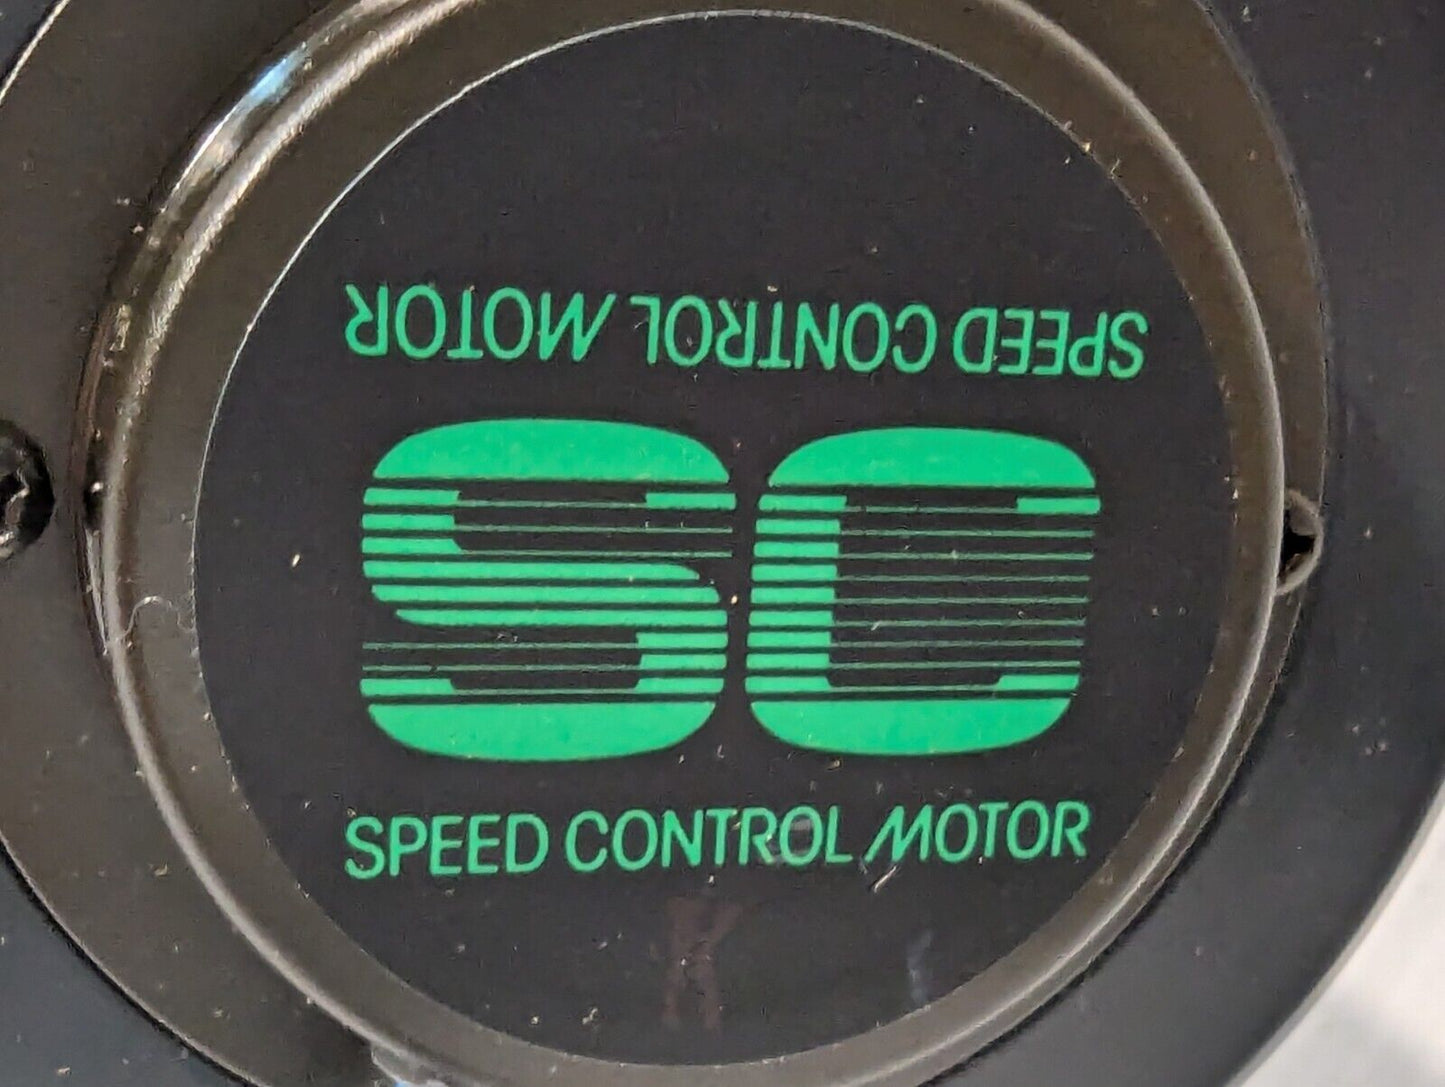 SPEED CONTROL MOTOR
SC
SPEED CONTROL MOTOR
K